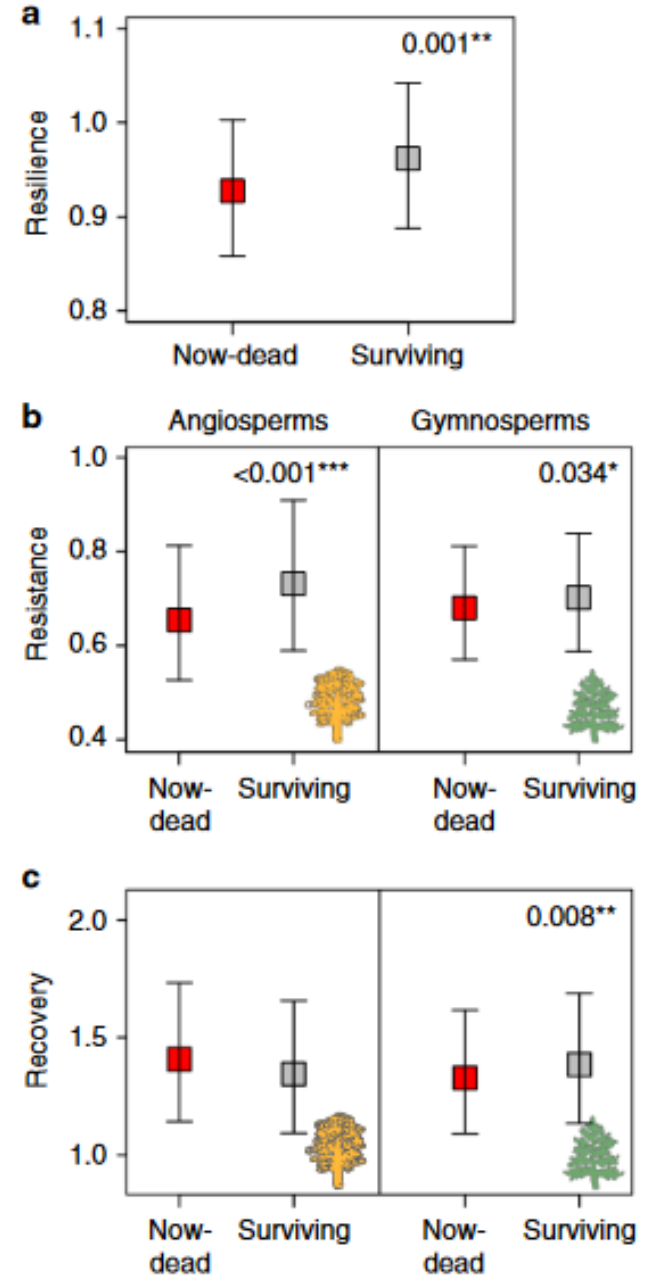 a
1.1
1.0
0.9
0.8
Resilience
0.001**
Now-dead Surviving
b
Angiosperms Gymnosperms
1.0
0.8
0.6
0.4
Resistance
<0.001*** 0.034*
Now- Surviving Now- Surviving
dead dead
c
2.0
1.5
1.0
Recovery
0.008**
Now- Surviving Now- Surviving
dead dead